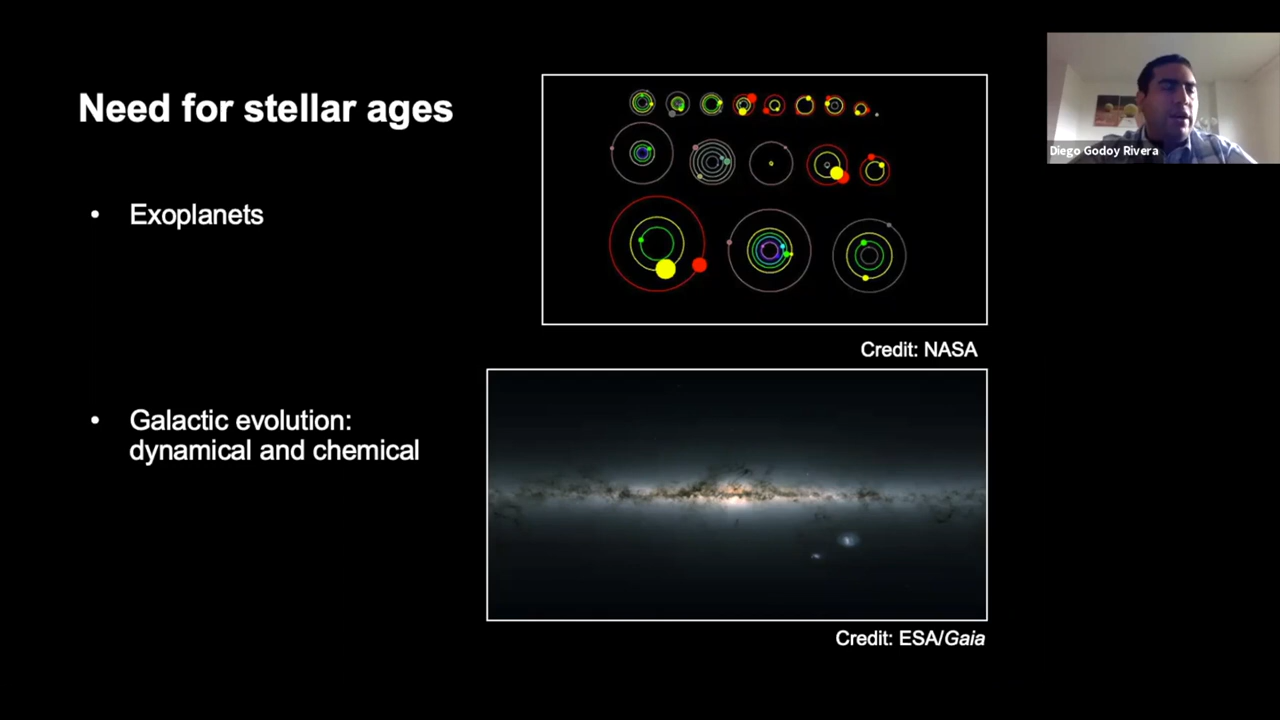 Need for stellar ages
• Exoplanets
Credit: NASA
• Galactic evolution:
dynamical and chemical
Credit: ESA/Gaia
Diego Godoy Rivera